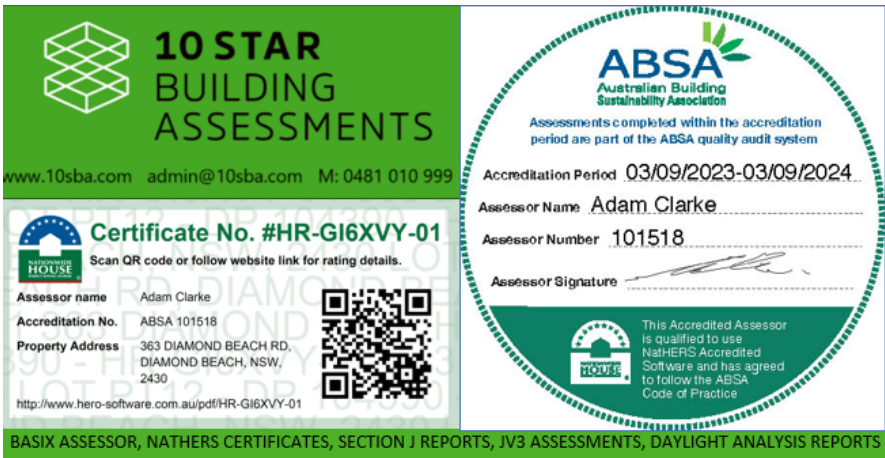 10 STAR
BUILDING
ASSESSMENTS
www.10sba.com admin@10sba.com M: 0481 010 999
NATIONWIDE
HOUSE
Certificate No. #HR-GI6XVY-01
Scan QR code or follow website link for rating details.
Assessor name Adam Clarke
Accreditation No. ABSA 101518
Property Address 363 DIAMOND BEACH RD,
DIAMOND BEACH, NSW,
2430
http://www.hero-software.com.au/pdf/HR-GI6XVY-01
ABSA
Australian Building
Sustainability Association
Assessments completed within the accreditation
period are part of the ABSA quality audit system
Accreditation Period 03/09/2023-03/09/2024
Assessor Name Adam Clarke
Assessor Number 101518
Assessor Signature
NATIONWIDE
HOUSE
This Accredited Assessor
is qualified to use
NatHERS Accredited
Software and has agreed
to follow the ABSA
Code of Practice
BASIX ASSESSOR, NATHERS CERTIFICATES, SECTION J REPORTS, JV3 ASSESSMENTS, DAYLIGHT ANALYSIS REPORTS